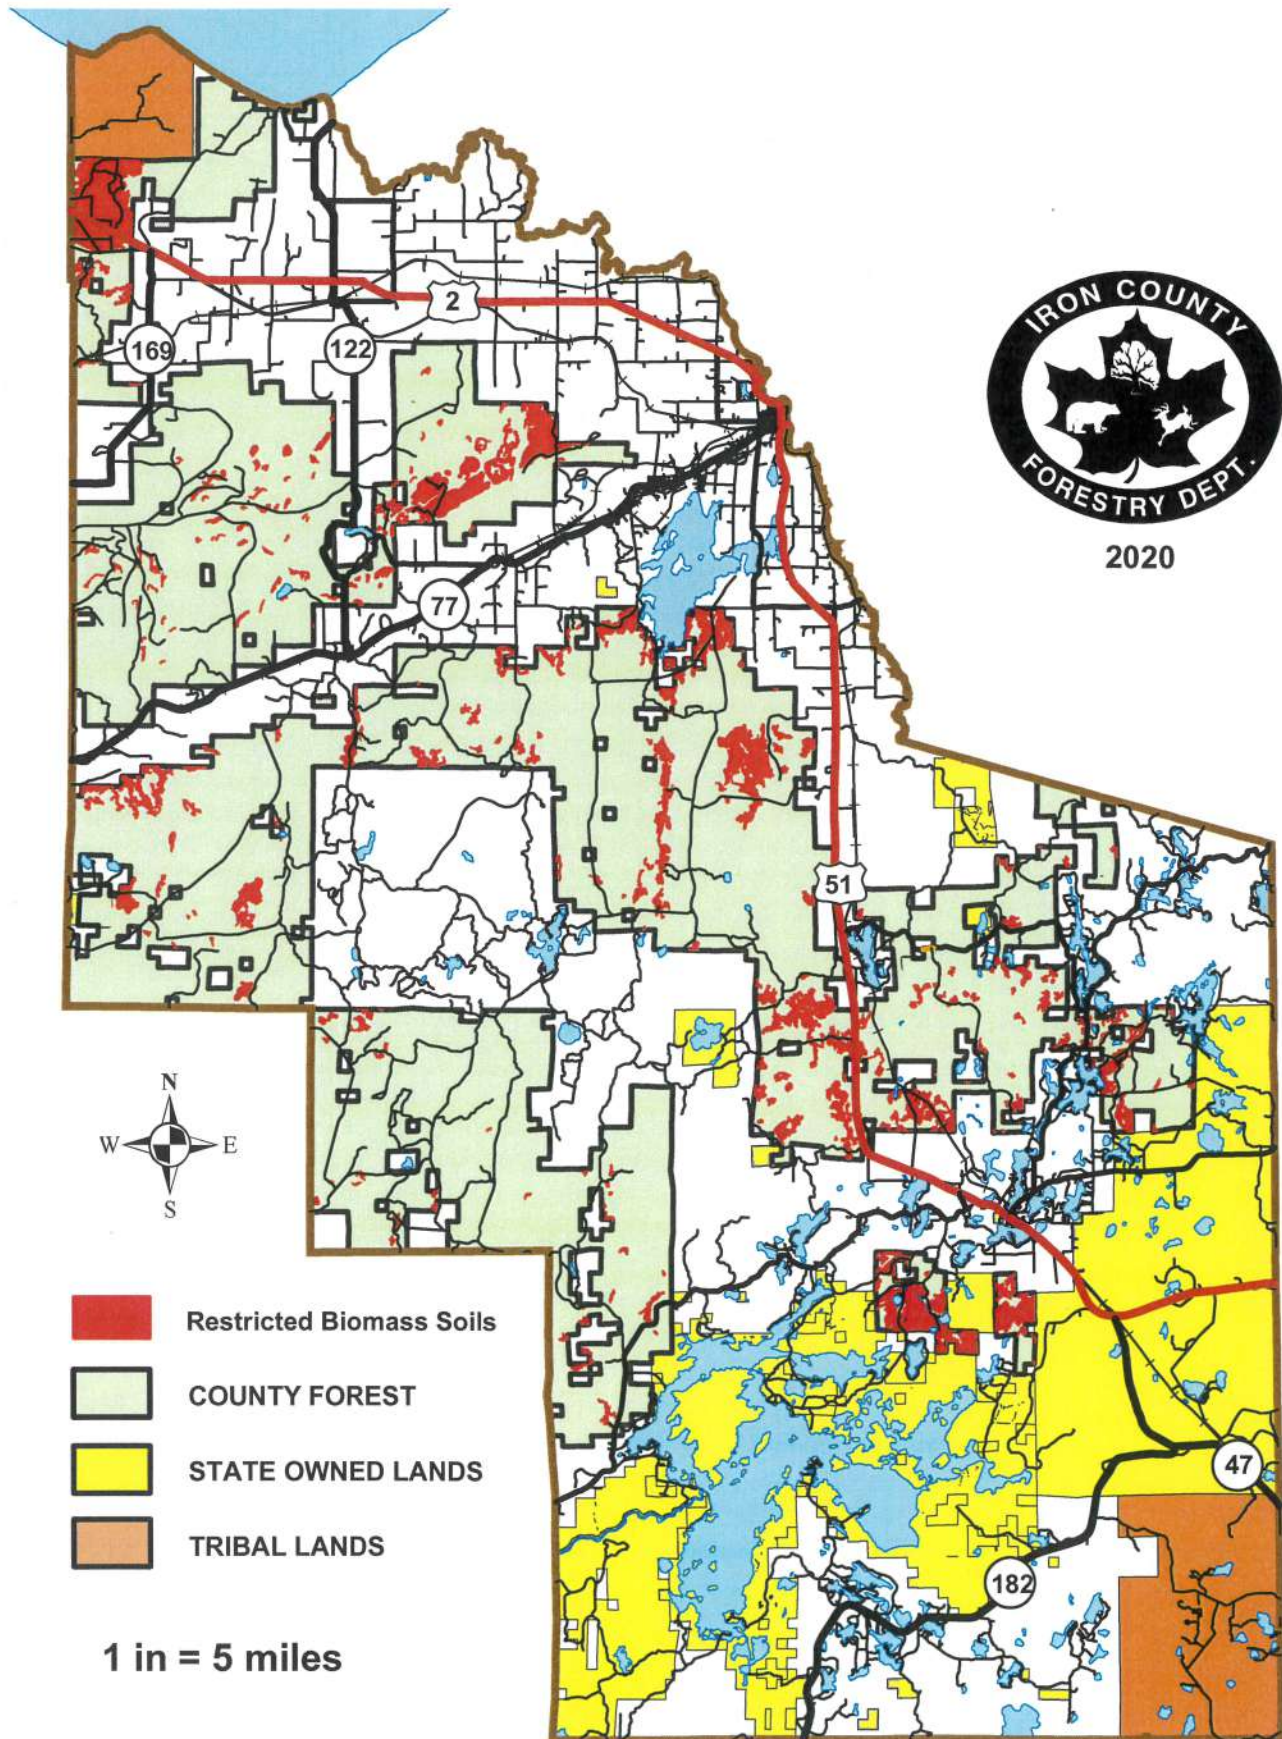 IRON COUNTY
FORESTRY DEPT.
2020
2
169
122
77
51
N
W E
S
Restricted Biomass Soils
COUNTY FOREST
STATE OWNED LANDS
TRIBAL LANDS
47
182
1 in = 5 miles